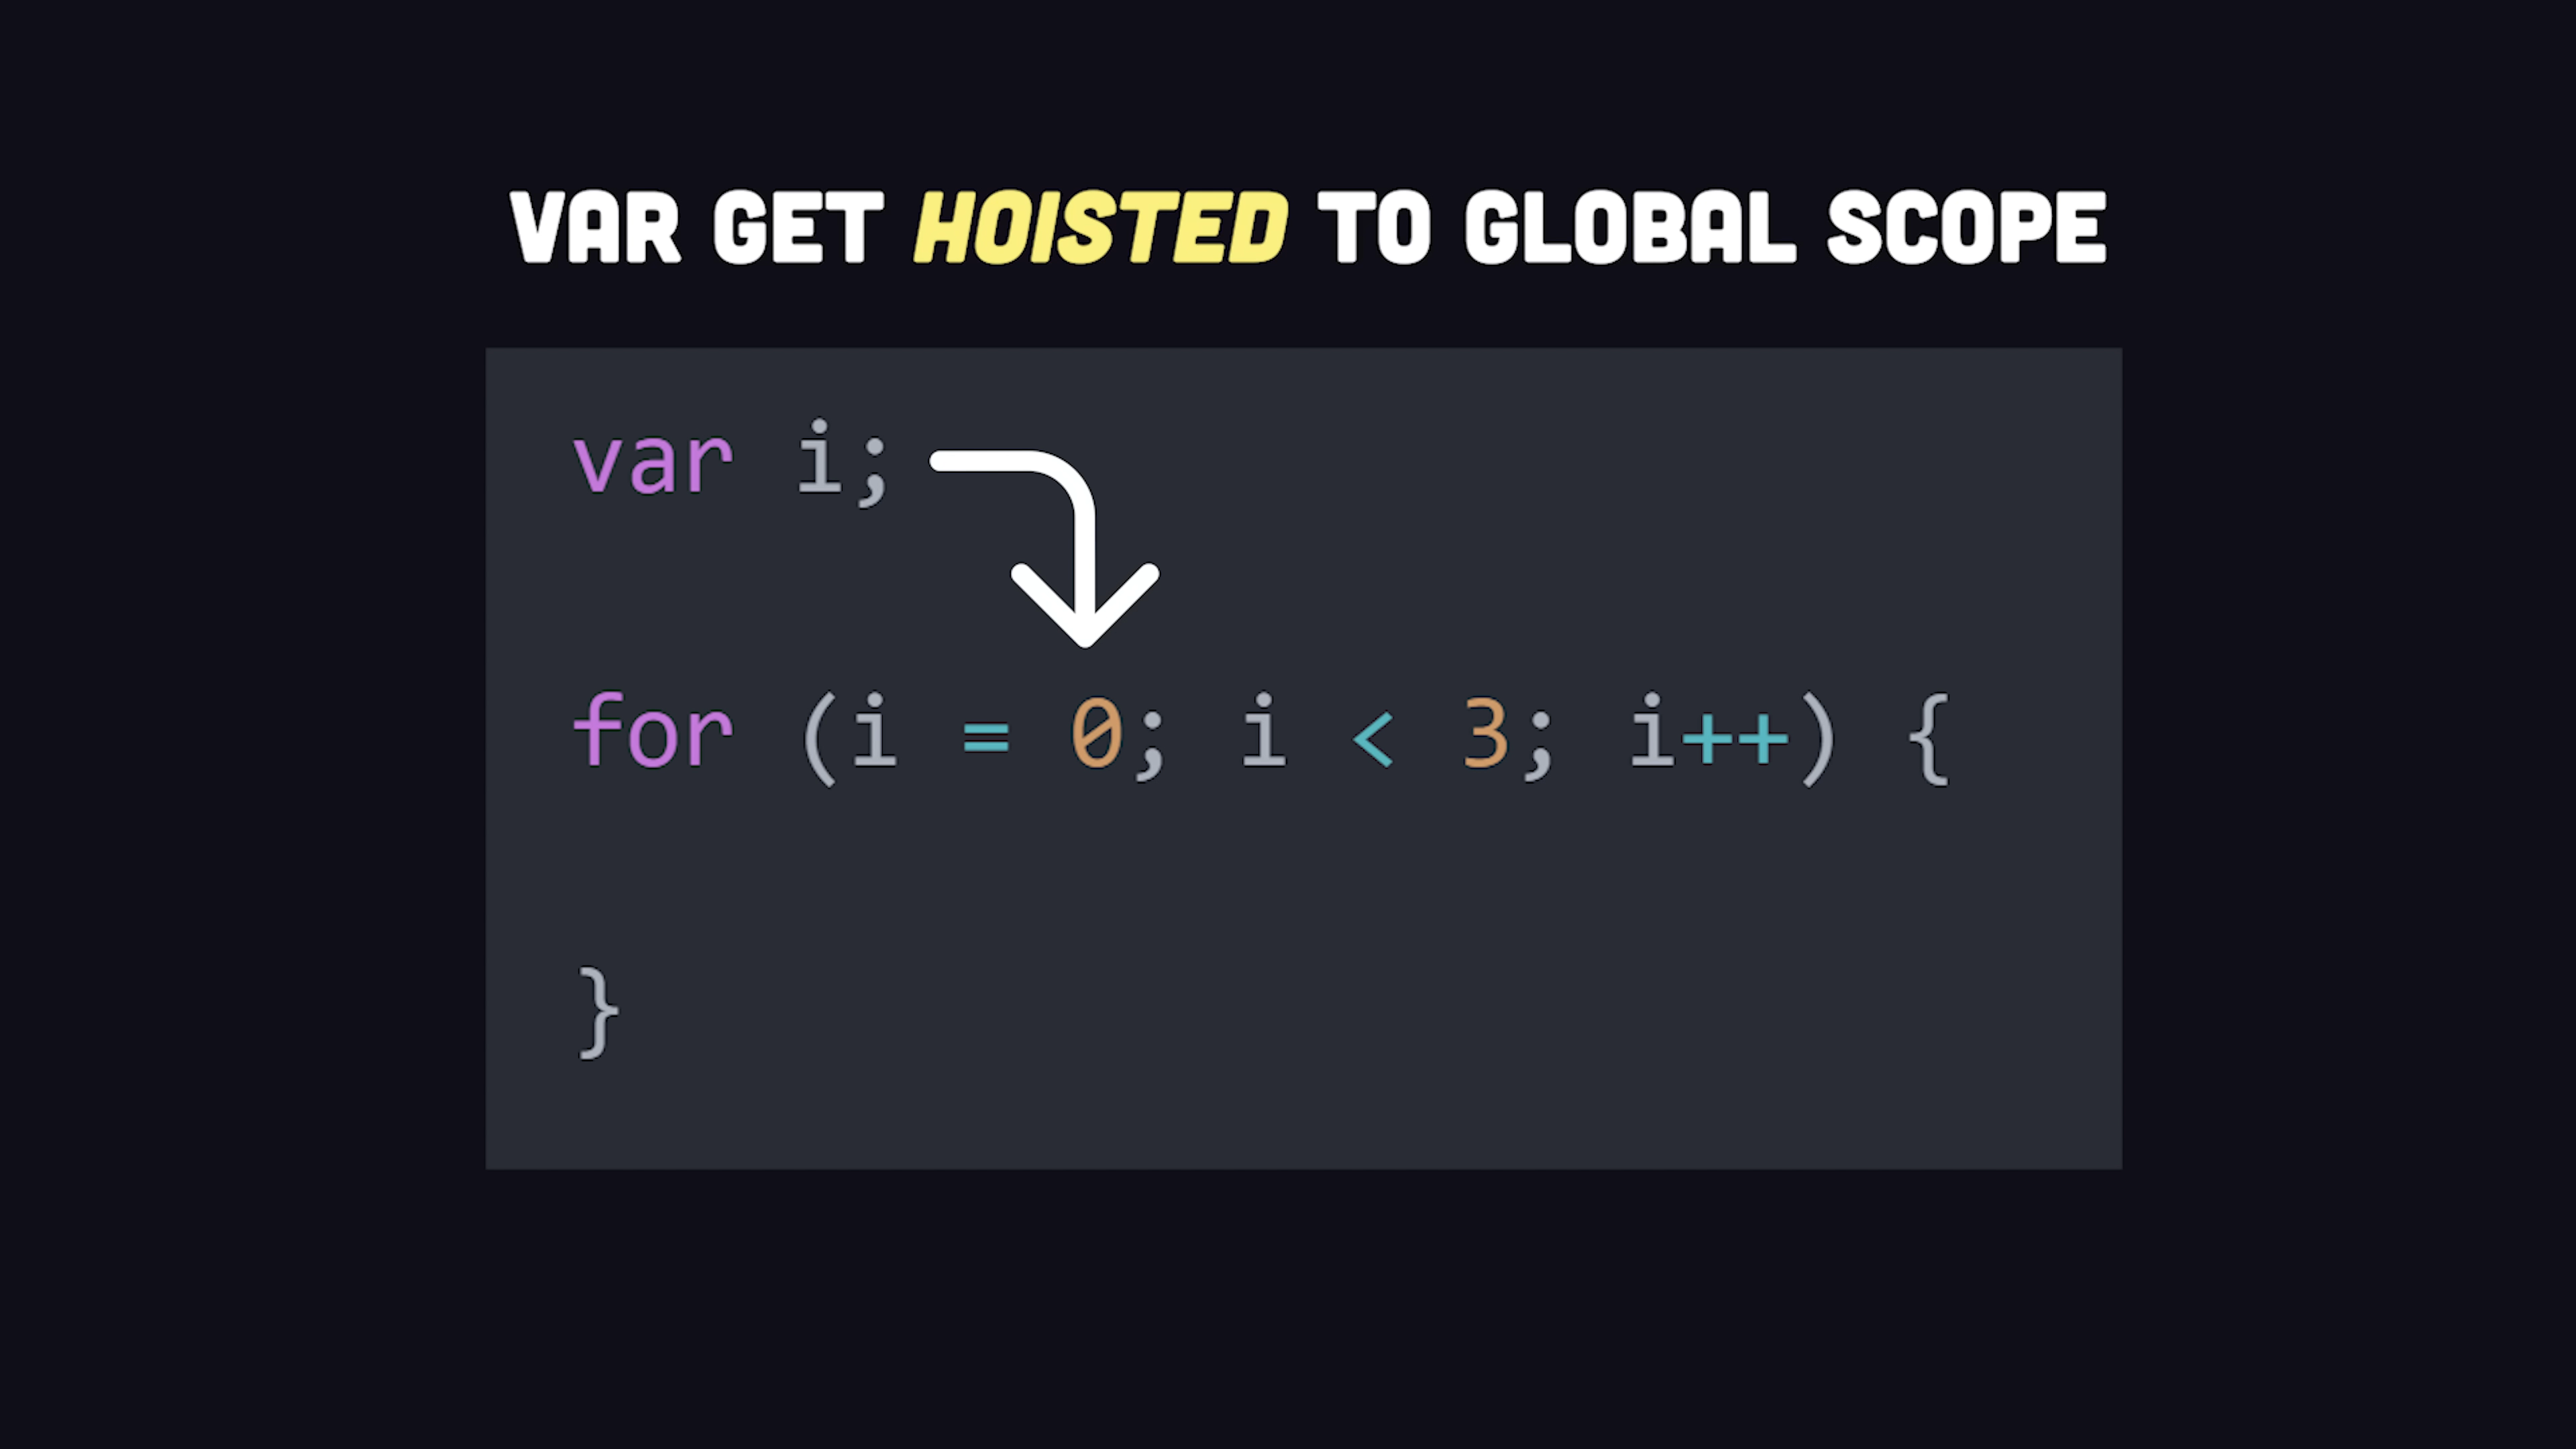 VAR GET HOISTED TO GLOBAL SCOPE
var i;
for (i = 0; i < 3; i++) {
}